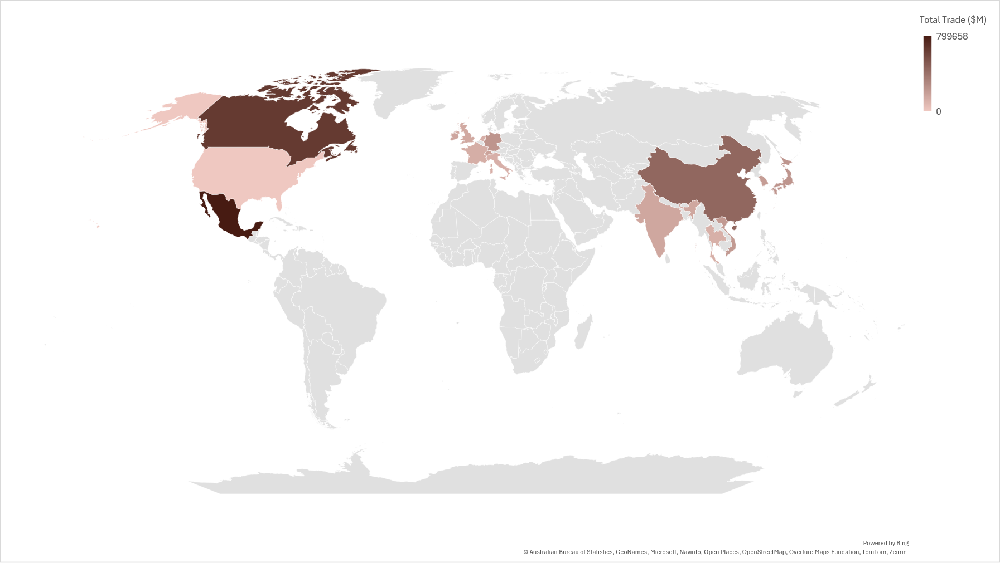 Total Trade ($M)
799658
0
Powered by Bing
© Australian Bureau of Statistics, GeoNames, Microsoft, Navinfo, Open Places, OpenStreetMap, Overture Maps Fundation, TomTom, Zenrin